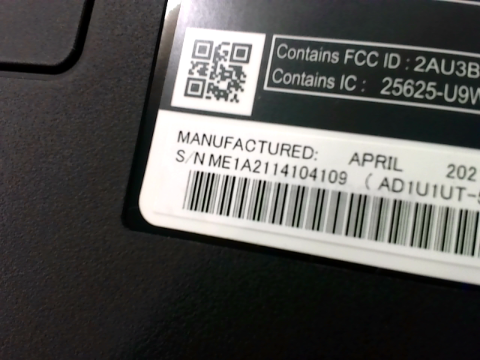 Contains FCC ID : 2AU3B
Contains IC : 25625-U9W
MANUFACTURED: APRIL 202
S/N ME1A2114104109 ( AD1U1UT-